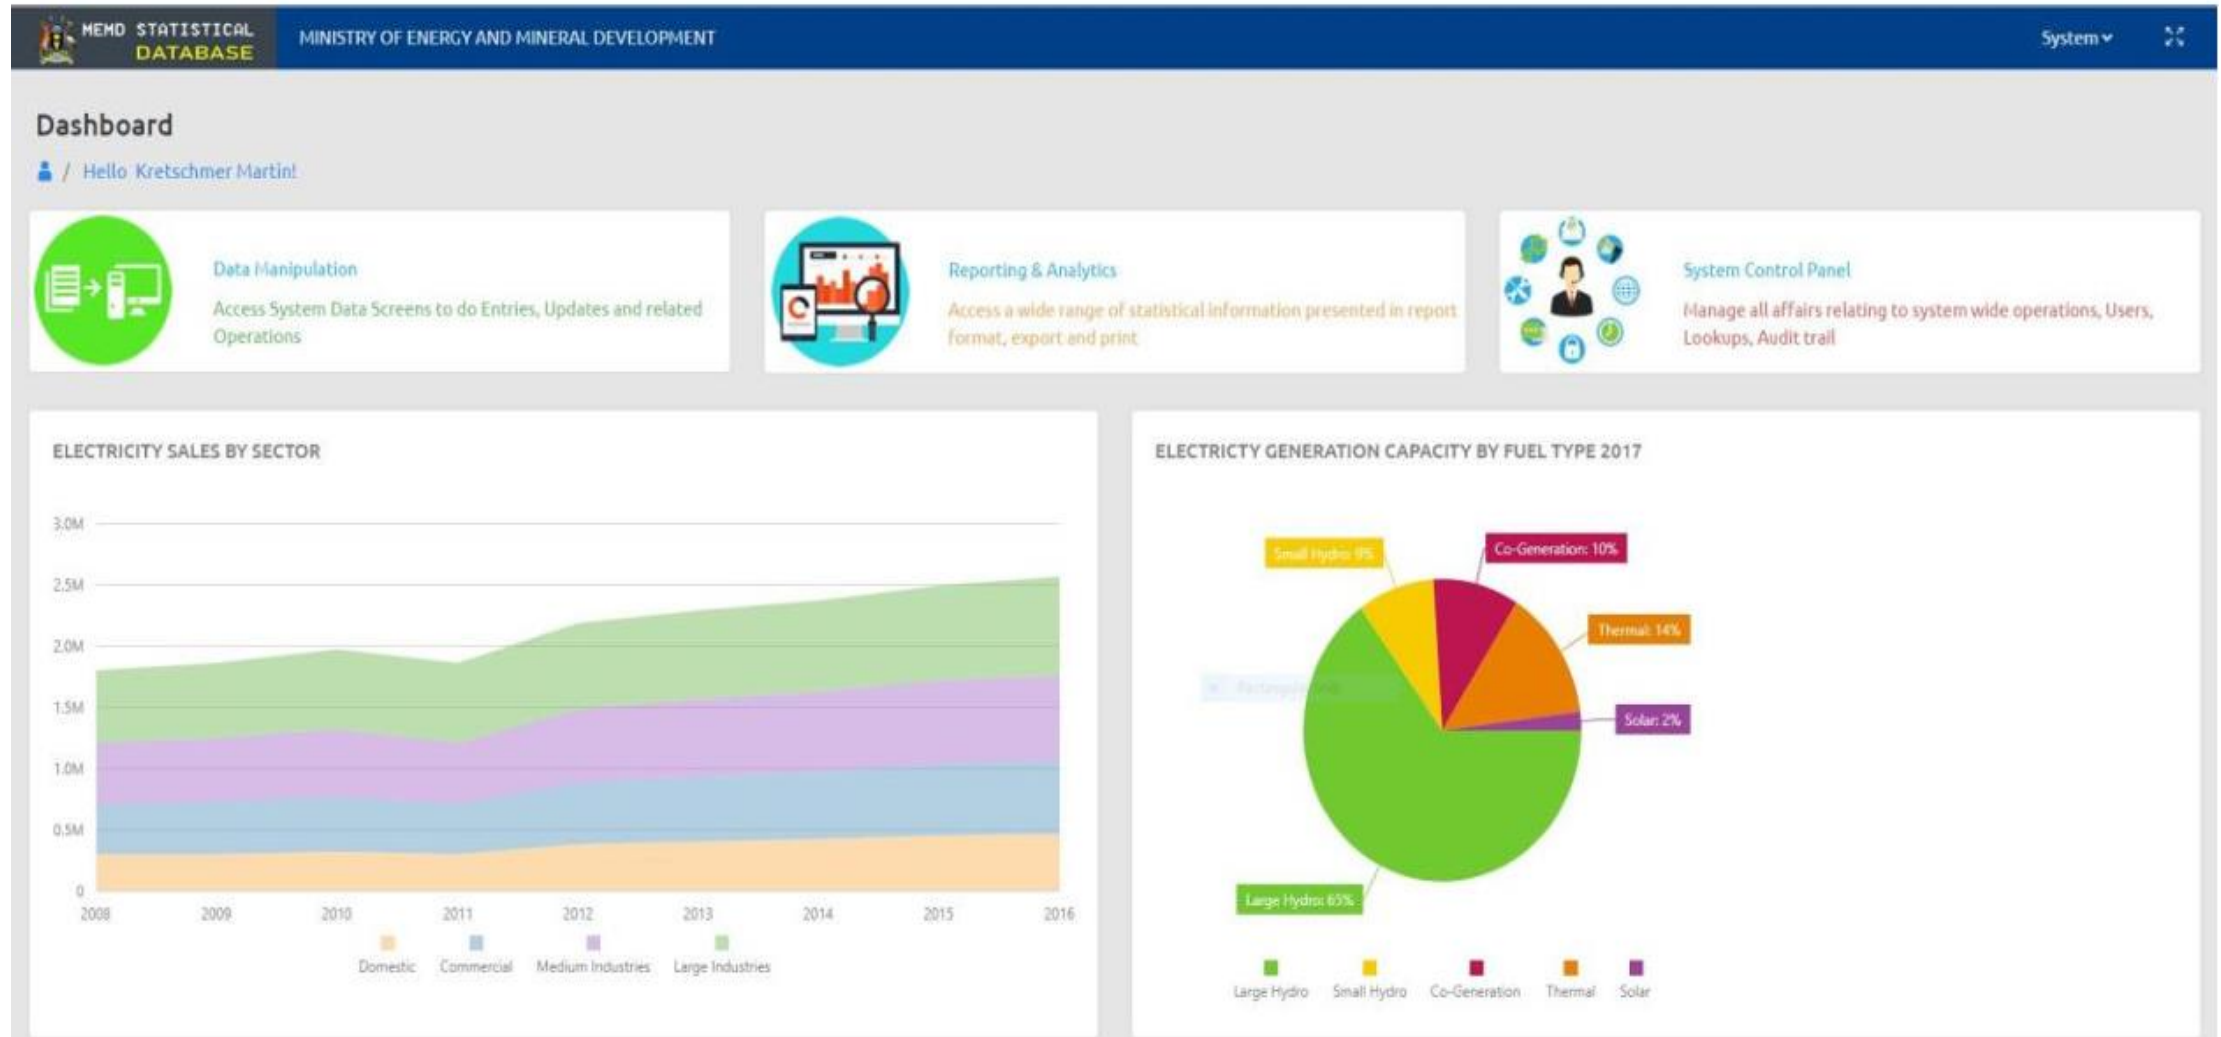 MEMD STATISTICAL
DATABASE
MINISTRY OF ENERGY AND MINERAL DEVELOPMENT
System
Dashboard
/ Hello Kretschmer Martin!
Data Manipulation
Access System Data Screens to do Entries, Updates and related
Operations
Reporting & Analytics
Access a wide range of statistical information presented in report
format, export and print
System Control Panel
Manage all affairs relating to system wide operations, Users,
Lookups, Audit trail
ELECTRICITY SALES BY SECTOR
3.0M
2.5M
2.0M
1.5M
1.0M
0.5M
0
2008 2009 2010 2011 2012 2013 2014 2015 2016
Domestic Commercial Medium Industries Large Industries
ELECTRICTY GENERATION CAPACITY BY FUEL TYPE 2017
Small Hydro: 9%
Co-Generation: 10%
Thermal: 14%
Solar: 2%
Large Hydro: 65%
Large Hydro Small Hydro Co-Generation Thermal Solar